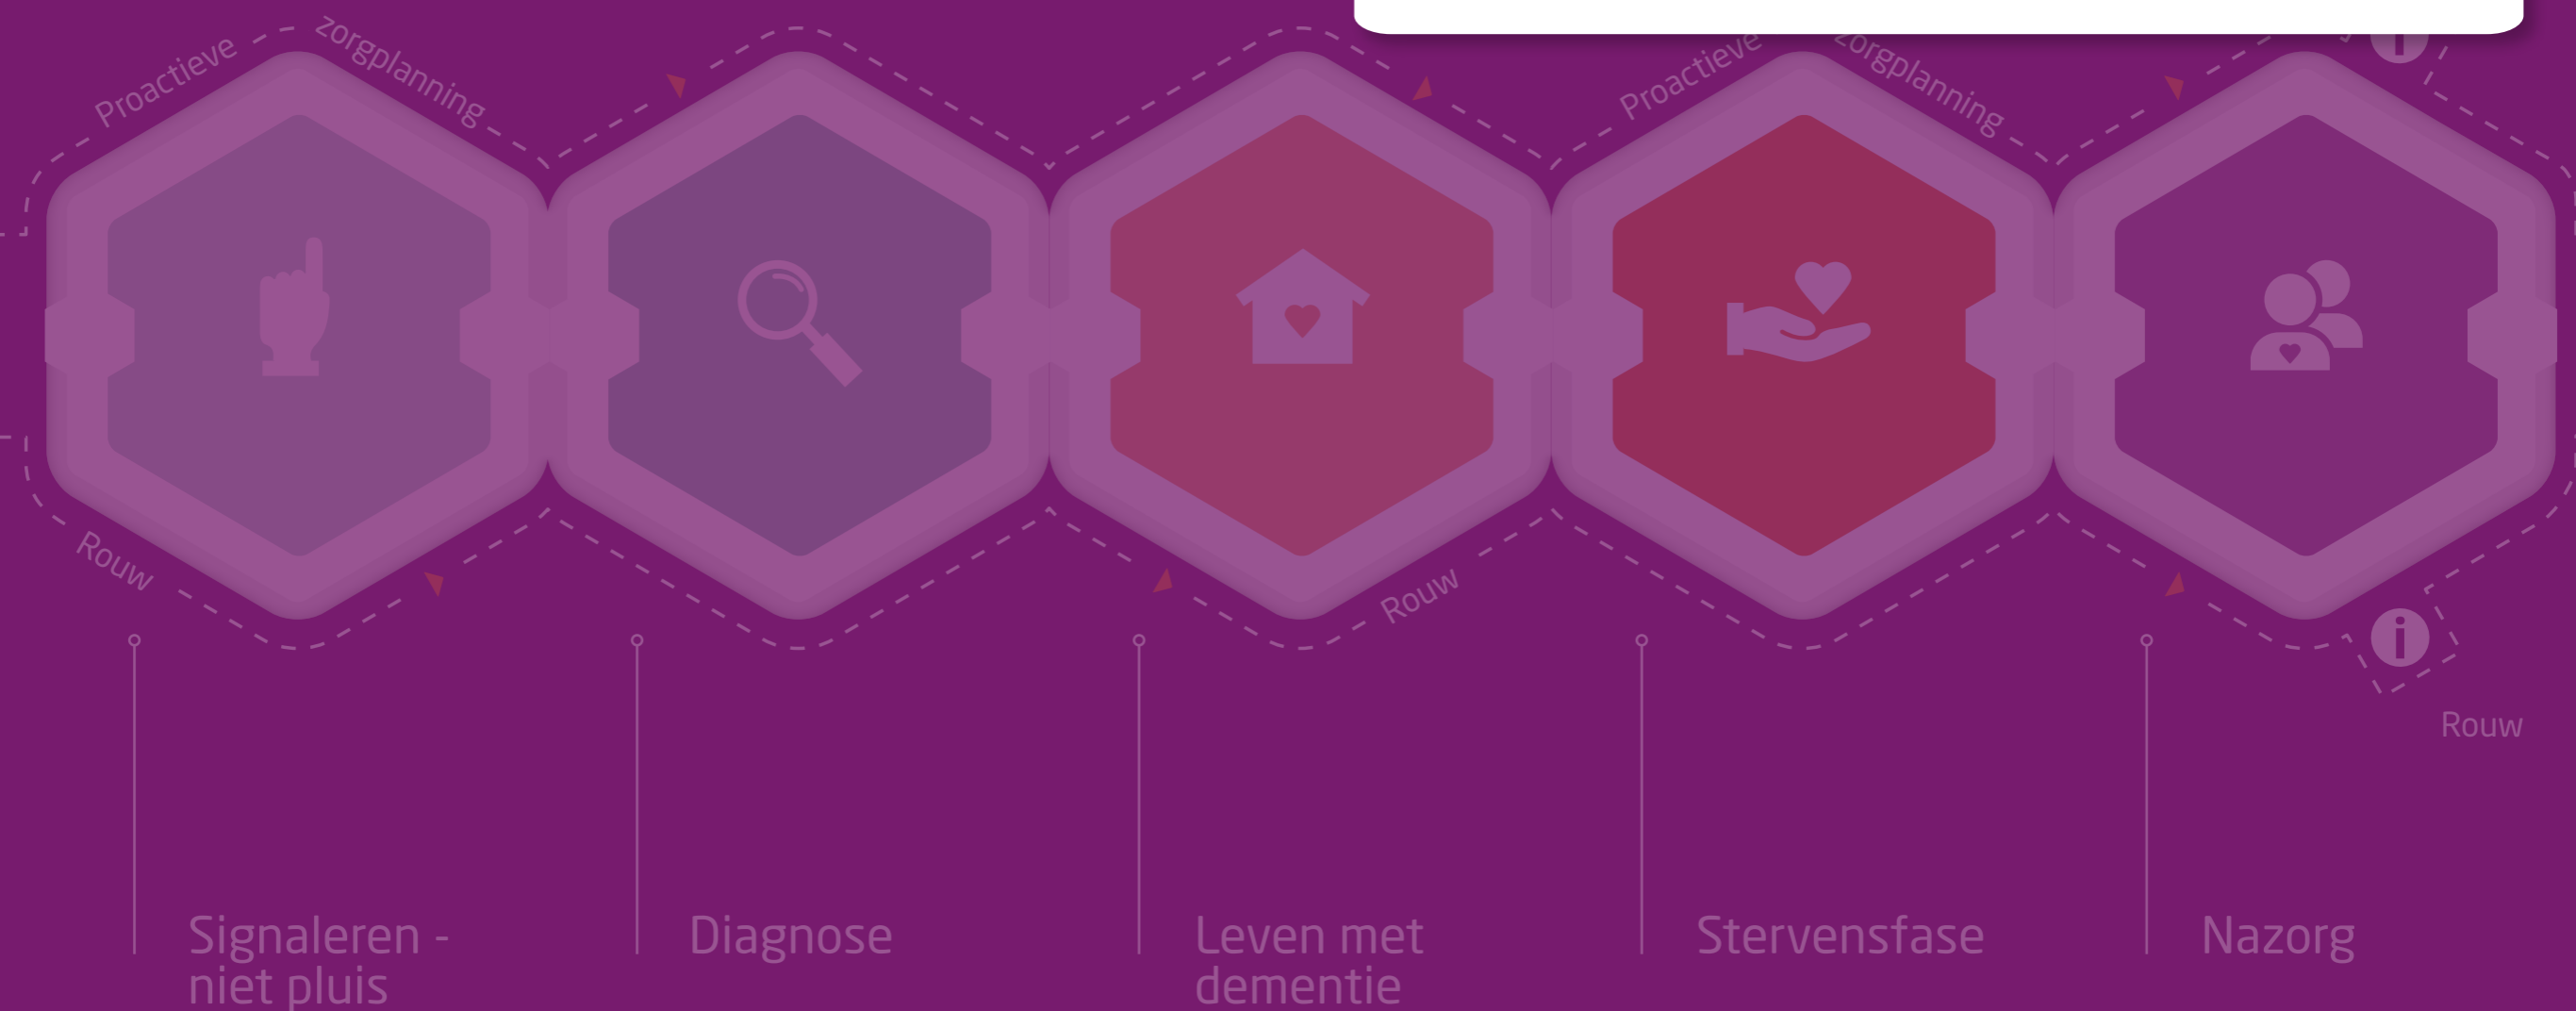 Proactieve zorgplanning
Proactieve zorgplanning
i
Rouw
Rouw
i
Rouw
Signaleren -
niet pluis
Diagnose
Leven met
dementie
Stervensfase
Nazorg